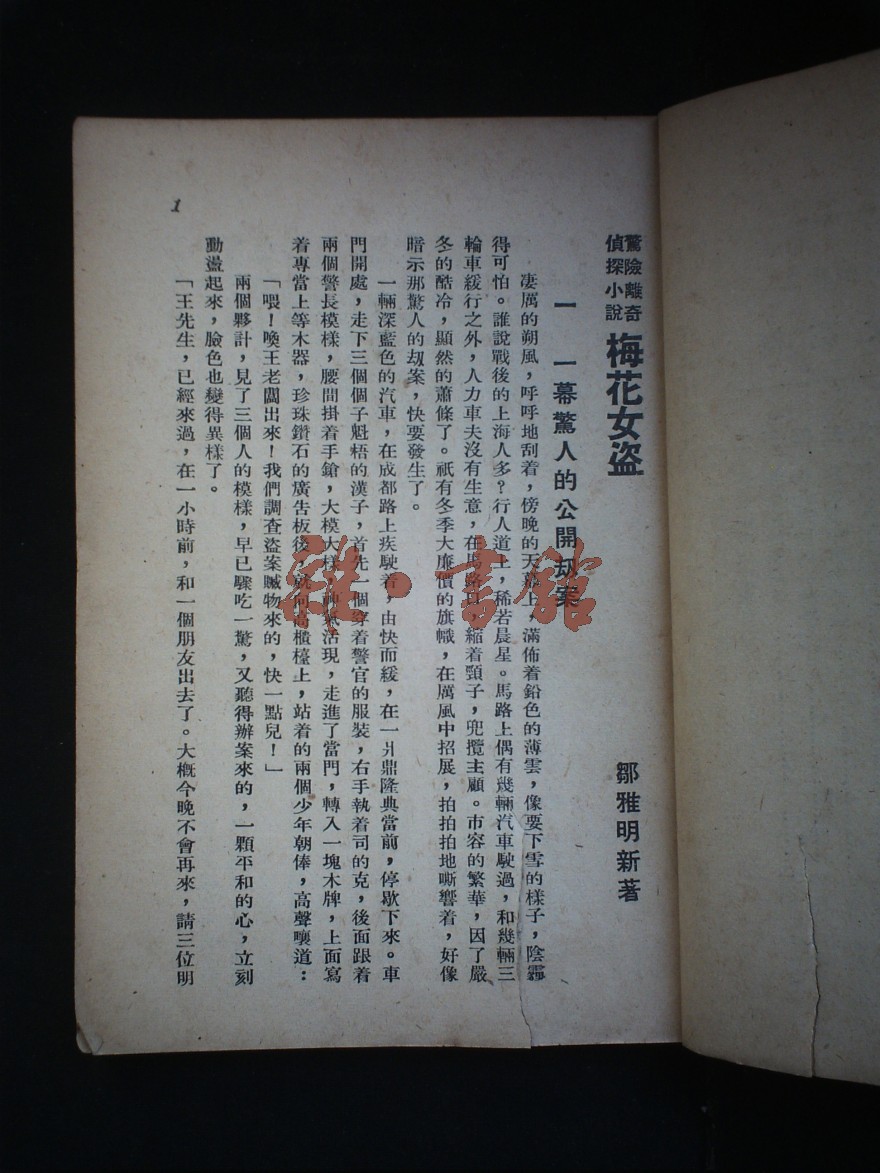 驚險離奇
偵探小說
梅花女盜
鄒雅明新著
一　一幕驚人的公開劫案
凄厲的朔風，呼呼地刮着，傍晚的天幕上，滿佈着鉛色的薄雲，像要下雪的樣子，陰霾
得可怕。誰說戰後的上海人多？行人道上，稀若晨星。馬路上偶有幾輛汽車駛過，和幾輛三
輪車緩行之外，人力車夫沒有生意，在馬路，縮着頸子，兜攬主顧。市容的繁華，因了嚴
冬的酷冷，顯然的蕭條了。祇有冬季大廉價的旗幟，在厲風中招展，拍拍拍地嘶響着，好像
暗示那驚人的劫案，快要發生了。
一輛深藍色的汽車，在成都路上疾駛着，由快而緩，在一爿鼎隆典當前，停歇下來。車
門開處，走下三個個子魁梧的漢子，首先一個穿着警官的服裝，右手執着司的克，後面跟着
兩個警長模樣，腰間掛着手鎗，大模大樣，神氣活現，走進了當門，轉入一塊木牌，上面寫
着專當上等木器，珍珠鑽石的廣告板後，就向高櫃檯上，站着的兩個少年朝俸，高聲嚷道：
「喂！喚王老闆出來！我們調查盜案贓物來的，快一點兒！」
兩個夥計，見了三個人的模樣，早已驟吃一驚，又聽得辦案來的，一顆平和的心，立刻
動盪起來，臉色也變得異樣了。
「王先生，已經來過，在一小時前，和一個朋友出去了。大概今晚不會再來，請三位明
1
雜·書館